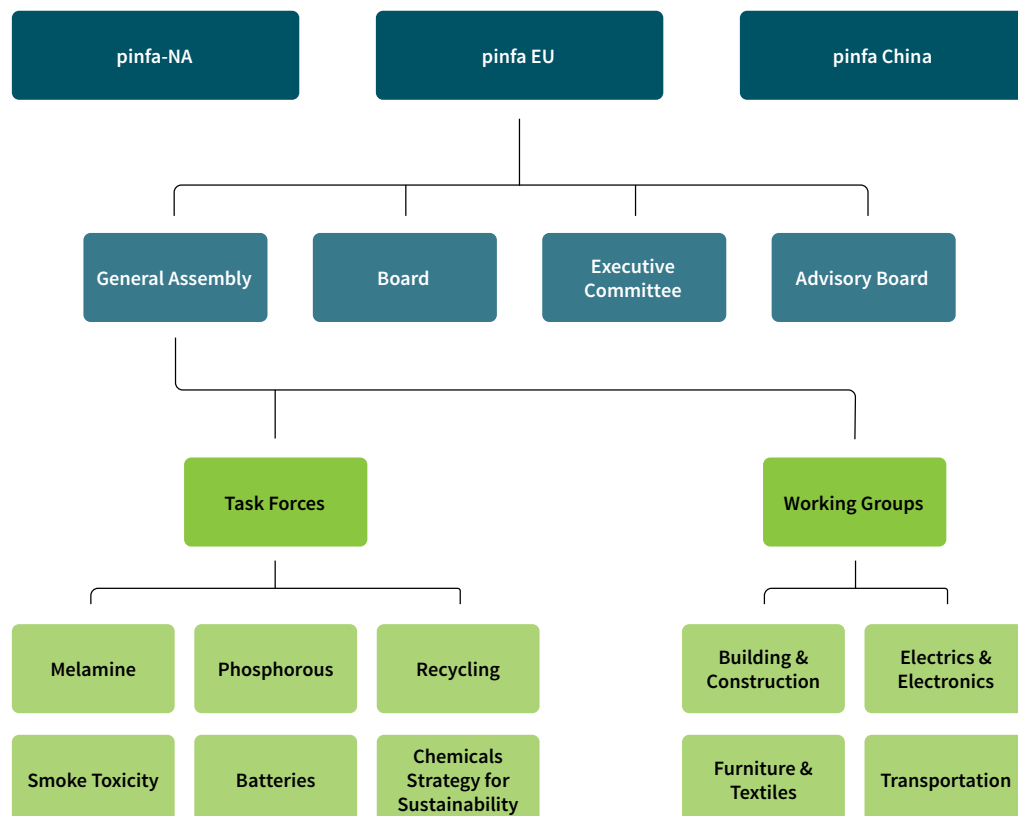 pinfa-NA
pinfa EU
pinfa China
General Assembly
Board
Executive
Committee
Advisory Board
Task Forces
Working Groups
Melamine
Phosphorous
Recycling
Building &
Construction
Electrics &
Electronics
Smoke Toxicity
Batteries
Chemicals
Strategy for
Sustainability
Furniture &
Textiles
Transportation